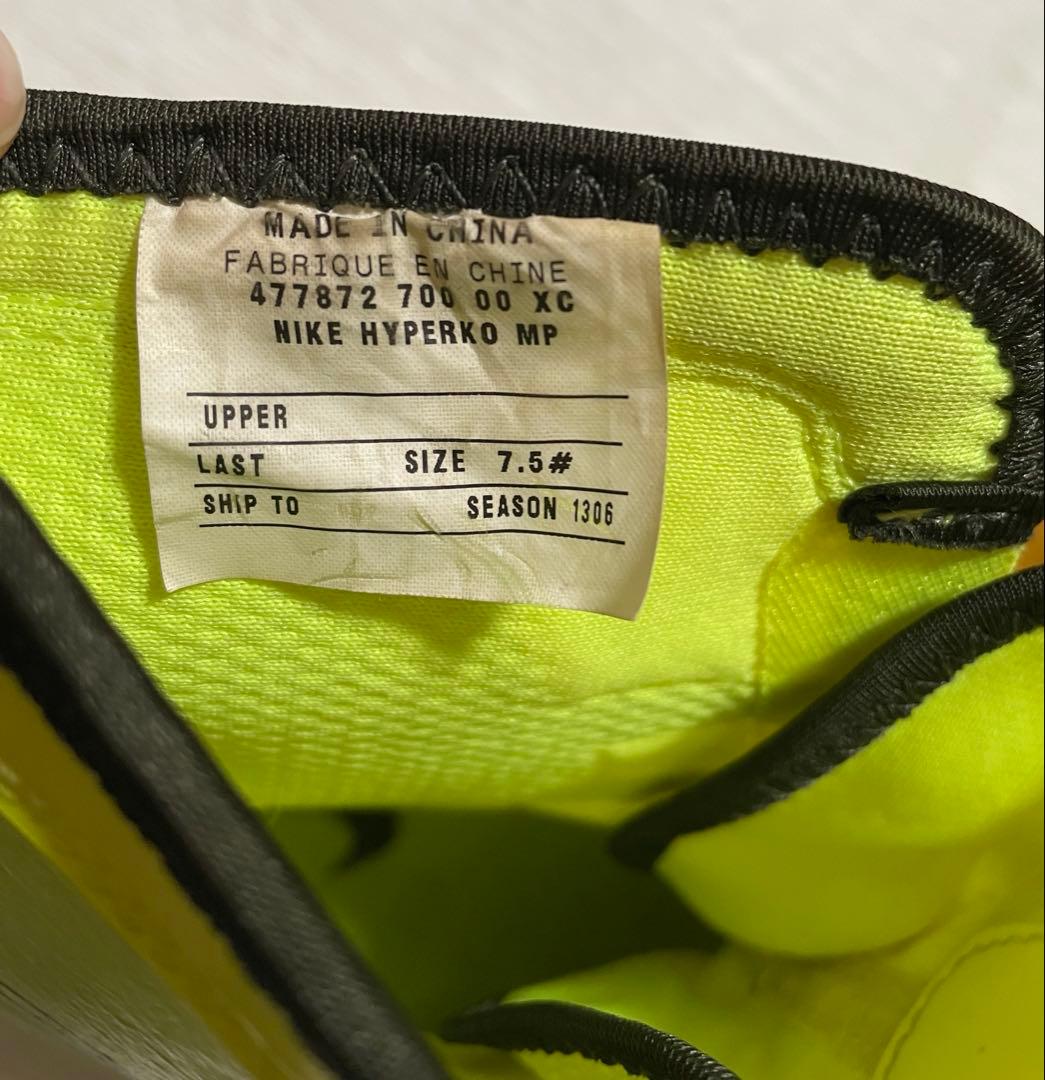 MADE IN CHINA
FABRIQUE EN CHINE
477872 700 00 XC
NIKE HYPERKO MP
UPPER
LAST SIZE 7.5#
SHIP TO SEASON 1306